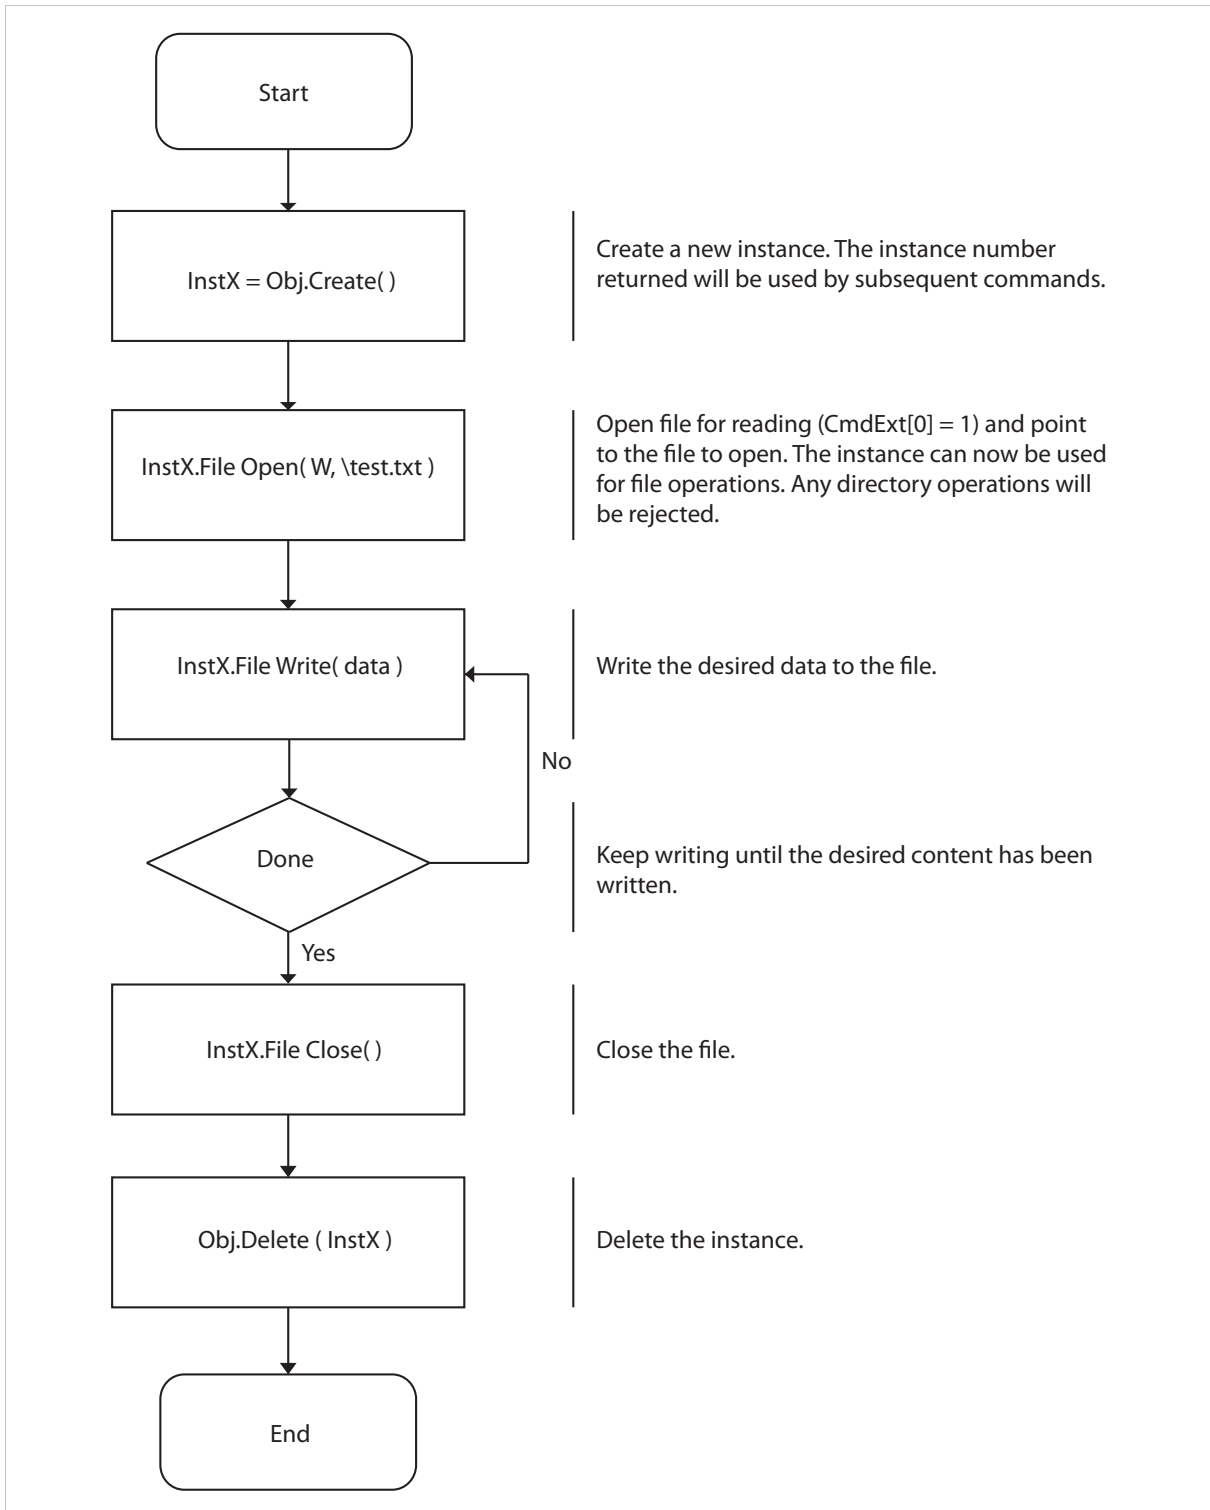 Start
InstX = Obj.Create( )
Create a new instance. The instance number
returned will be used by subsequent commands.
InstX.File Open( W, \test.txt )
Open file for reading (CmdExt[0] = 1) and point
to the file to open. The instance can now be used
for file operations. Any directory operations will
be rejected.
InstX.File Write( data )
Write the desired data to the file.
No
Done
Keep writing until the desired content has been
written.
Yes
InstX.File Close( )
Close the file.
Obj.Delete ( InstX )
Delete the instance.
End